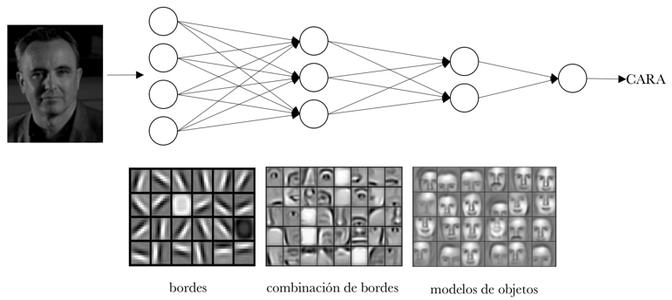 CARA
bordes
combinación de bordes
modelos de objetos